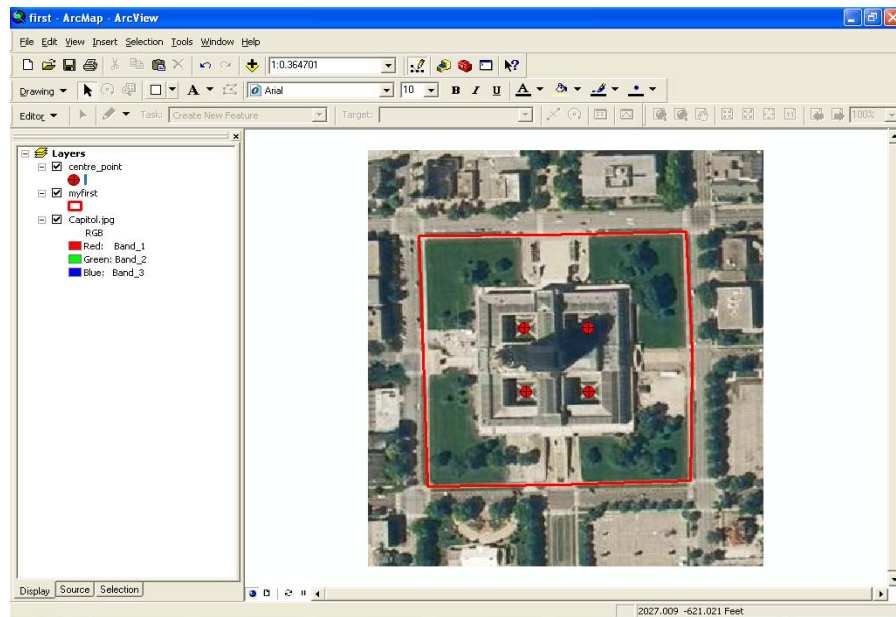 first - ArcMap - ArcView
File Edit View Insert Selection Tools Window Help
1:0.364701
Drawing Arial 10 B I U A
Editor Task: Create New Feature Target: 100%
Layers
centre_point
myfirst
Capitol.jpg
RGB
Red: Band_1
Green: Band_2
Blue: Band_3
Display Source Selection
2027.009 -621.021 Feet